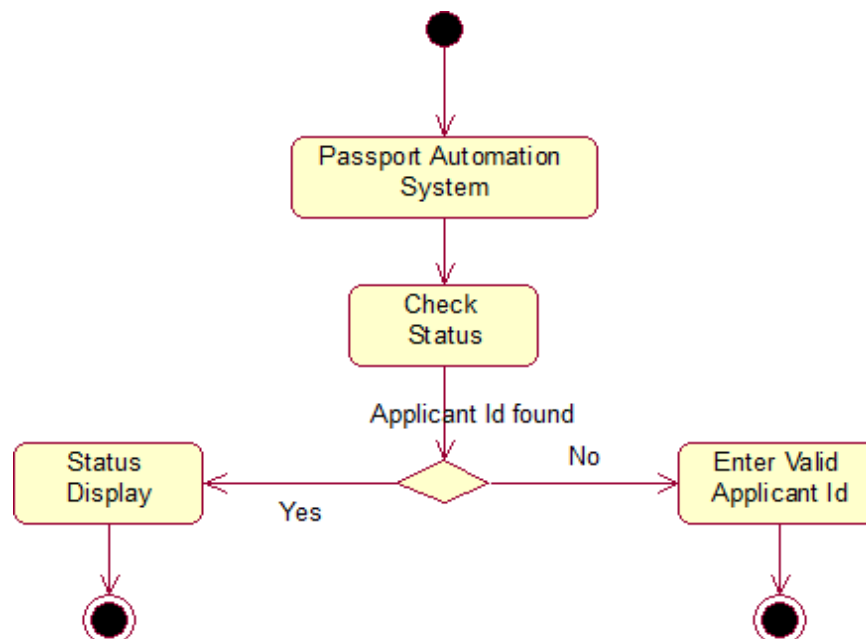 Passport Automation
System
Check
Status
Applicant Id found
Status
Display
Yes
No
Enter Valid
Applicant Id